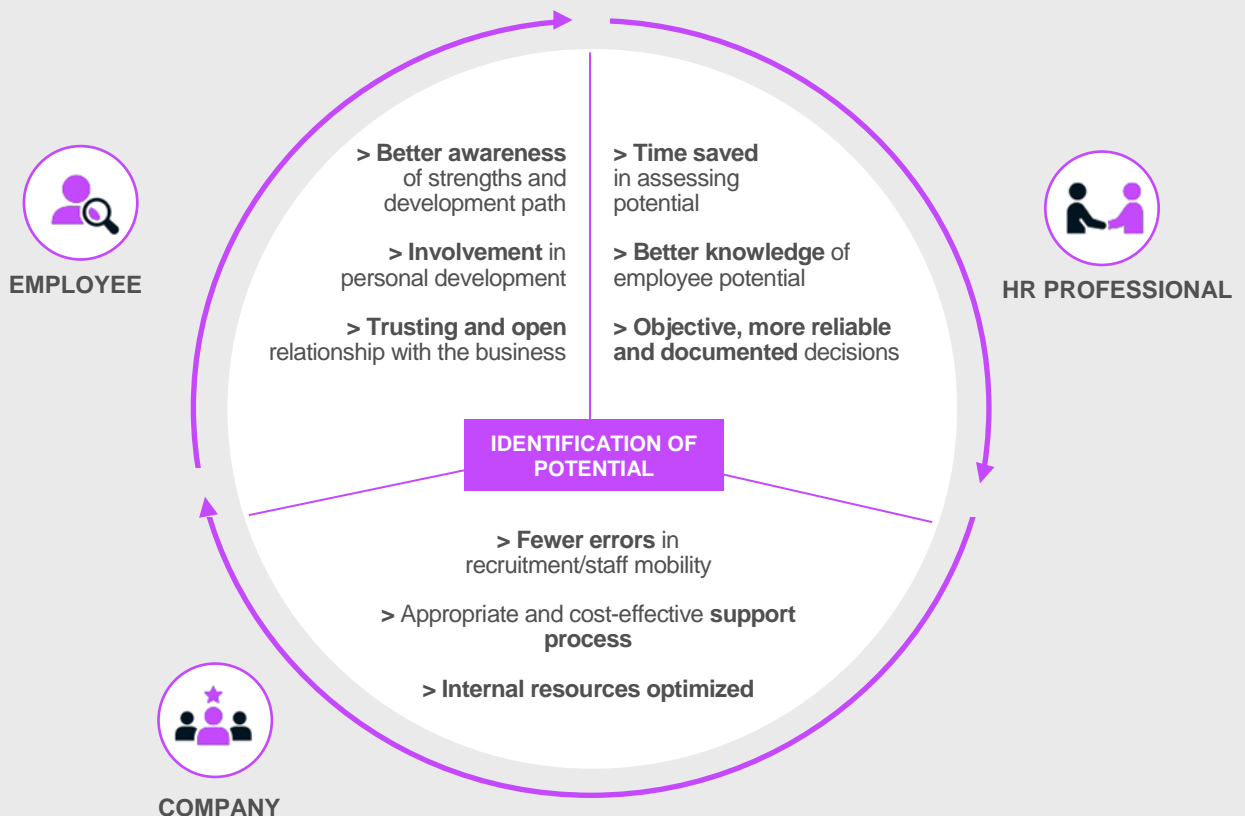 > Better awareness
of strengths and
development path
> Involvement in
personal development
> Trusting and open
relationship with the business
> Time saved
in assessing
potential
> Better knowledge of
employee potential
> Objective, more reliable
and documented decisions
EMPLOYEE
HR PROFESSIONAL
IDENTIFICATION OF
POTENTIAL
> Fewer errors in
recruitment/staff mobility
> Appropriate and cost-effective support
process
> Internal resources optimized
COMPANY